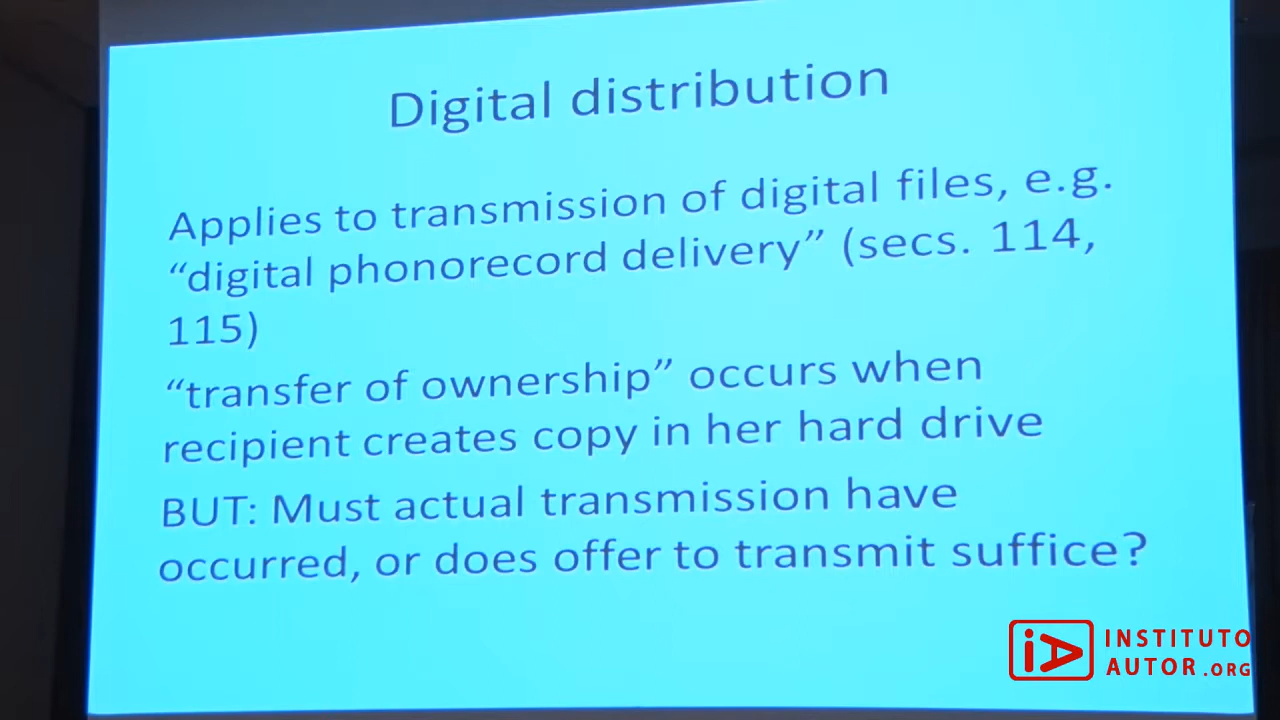 Digital distribution
Applies to transmission of digital files, e.g.
“digital phonorecord delivery” (secs. 114,
115)
“transfer of ownership” occurs when
recipient creates copy in her hard drive
BUT: Must actual transmission have
occurred, or does offer to transmit suffice?
iA INSTITUTO
AUTOR.ORG